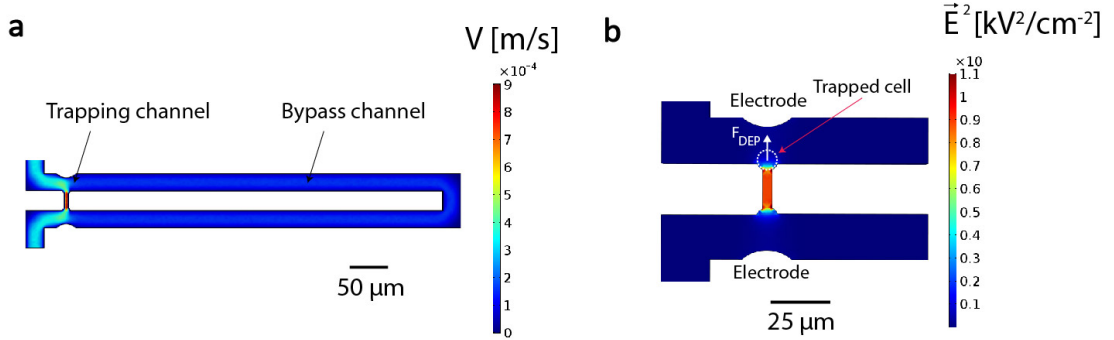 a
V [m/s]
×10⁻⁴
9
8
7
6
5
4
3
2
1
0
Trapping channel
Bypass channel
50 µm
b
E⃗ ² [kV²/cm⁻²]
×10
1.1
1
0.9
0.8
0.7
0.6
0.5
0.4
0.3
0.2
0.1
Trapped cell
Electrode
F_DEP
Electrode
25 µm